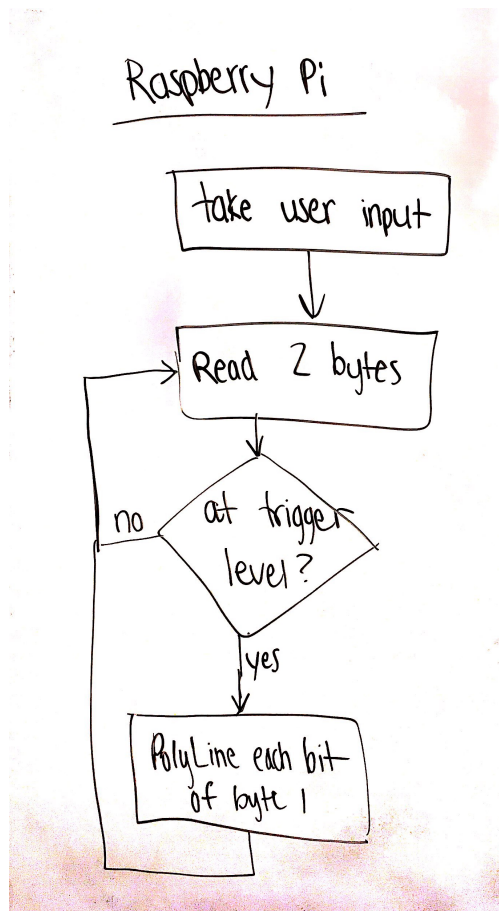 Raspberry Pi
take user input
Read 2 bytes
no
at trigger
level?
yes
PolyLine each bit
of byte 1